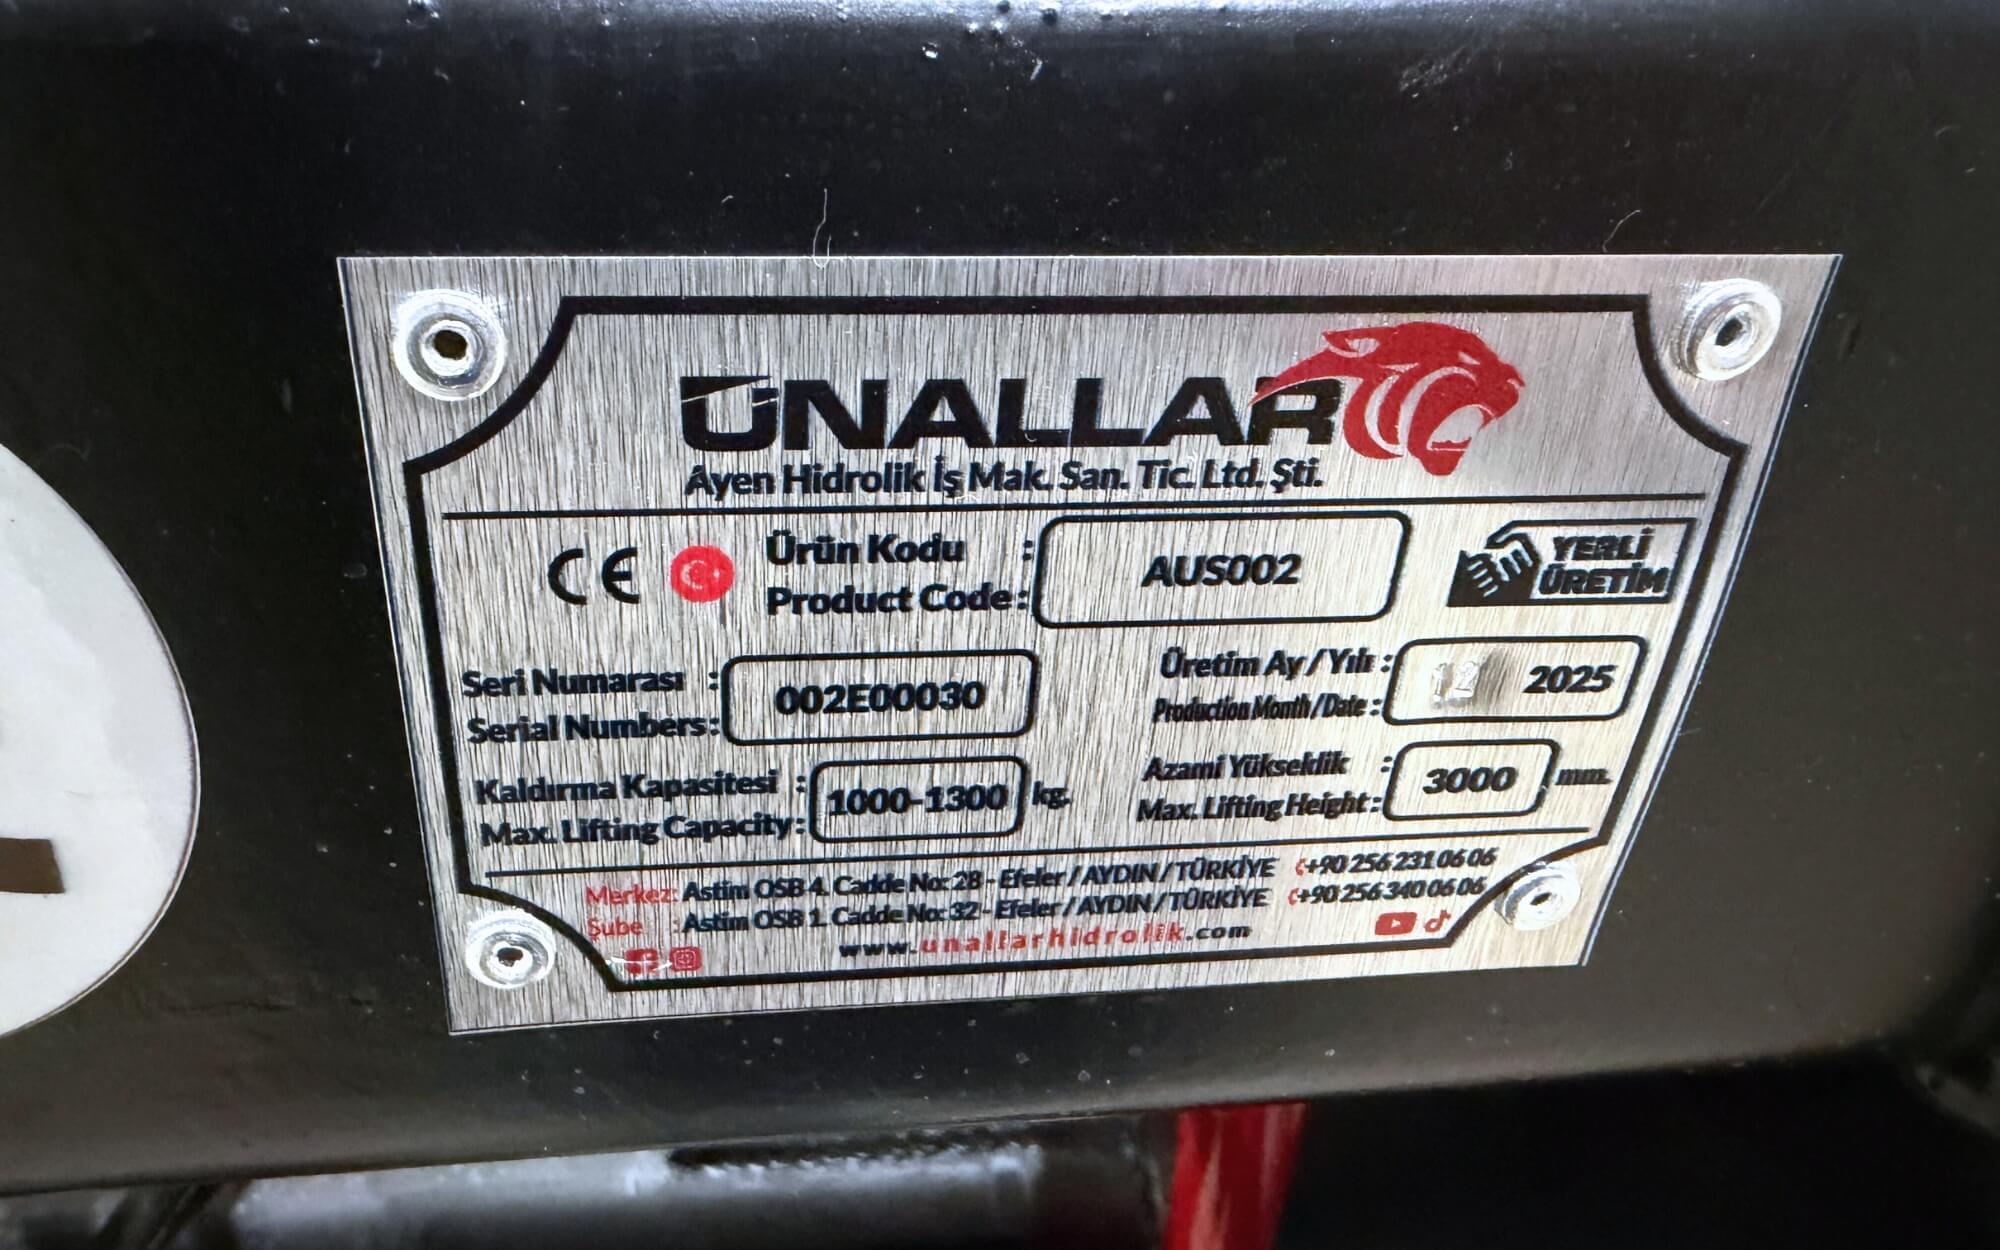 ÜNALLAR
Ayen Hidrolik İş Mak. San. Tic. Ltd. Şti.
CE
Ürün Kodu :
Product Code:
AUS002
YERLİ
ÜRETİM
Seri Numarası :
Serial Numbers:
002E00030
Üretim Ay / Yılı :
Production Month / Date :
12 2025
Kaldırma Kapasitesi :
Max. Lifting Capacity:
1000-1300 kg.
Azami Yükseklik :
Max. Lifting Height:
3000 mm.
Merkez: Astim OSB 4. Cadde No: 28 - Efeler / AYDIN / TÜRKİYE +90 256 231 06 06
Şube : Astim OSB 1. Cadde No: 32 - Efeler / AYDIN / TÜRKİYE +90 256 340 06 06
www.unallarhidrolik.com